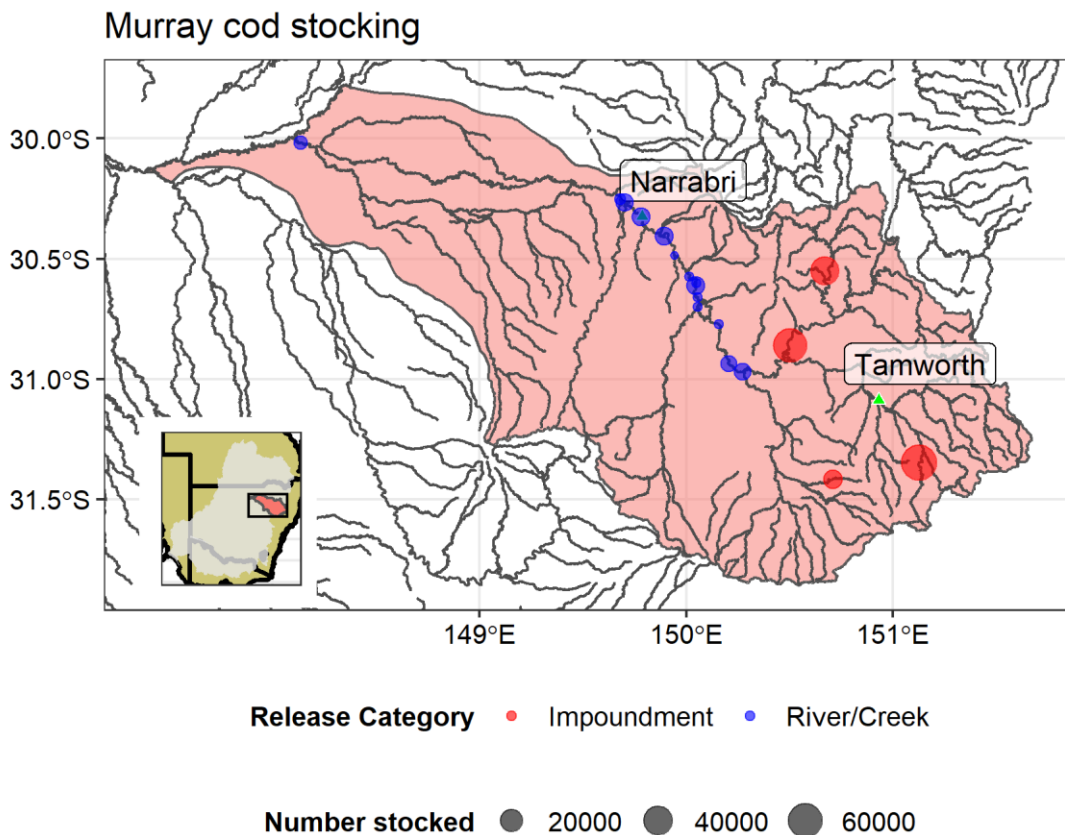 Murray cod stocking
30.0°S
Narrabri
30.5°S
31.0°S
Tamworth
31.5°S
149°E 150°E 151°E
Release Category Impoundment River/Creek
Number stocked 20000 40000 60000